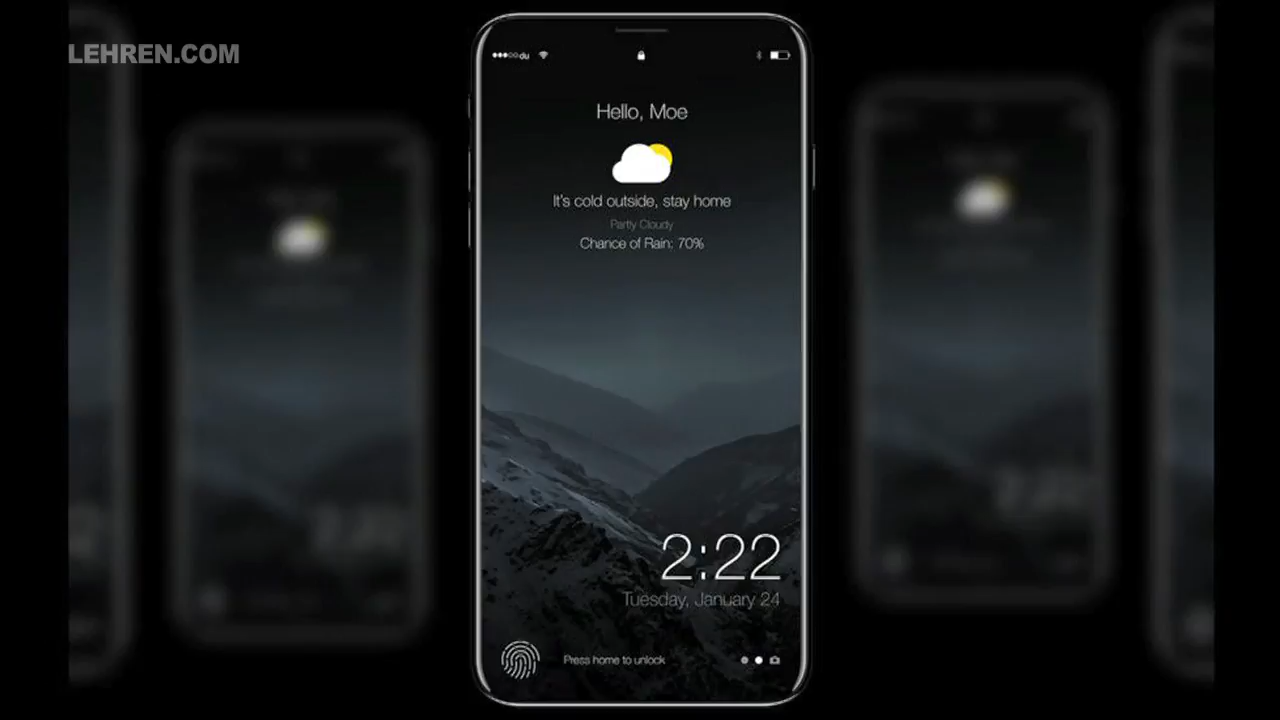 LEHREN.COM
du
Hello, Moe
It's cold outside, stay home
Partly Cloudy
Chance of Rain: 70%
2:22
Tuesday, January 24
Press home to unlock